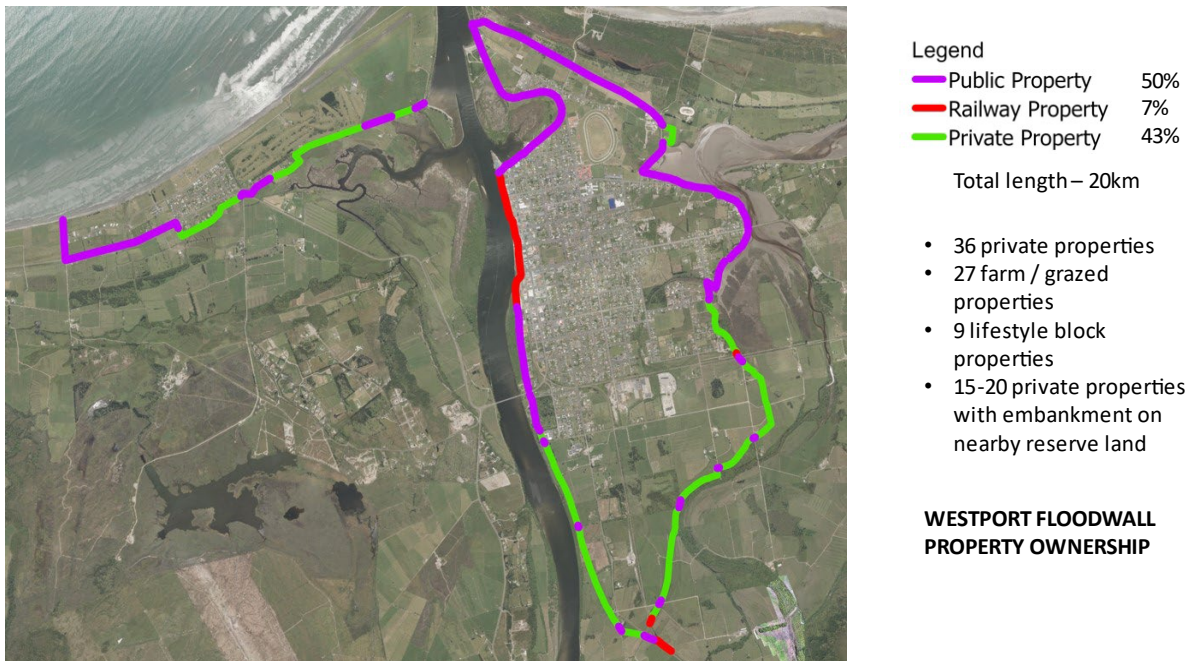 Legend
Public Property 50%
Railway Property 7%
Private Property 43%
Total length – 20km
• 36 private properties
• 27 farm / grazed
properties
• 9 lifestyle block
properties
• 15-20 private properties
with embankment on
nearby reserve land
WESTPORT FLOODWALL
PROPERTY OWNERSHIP